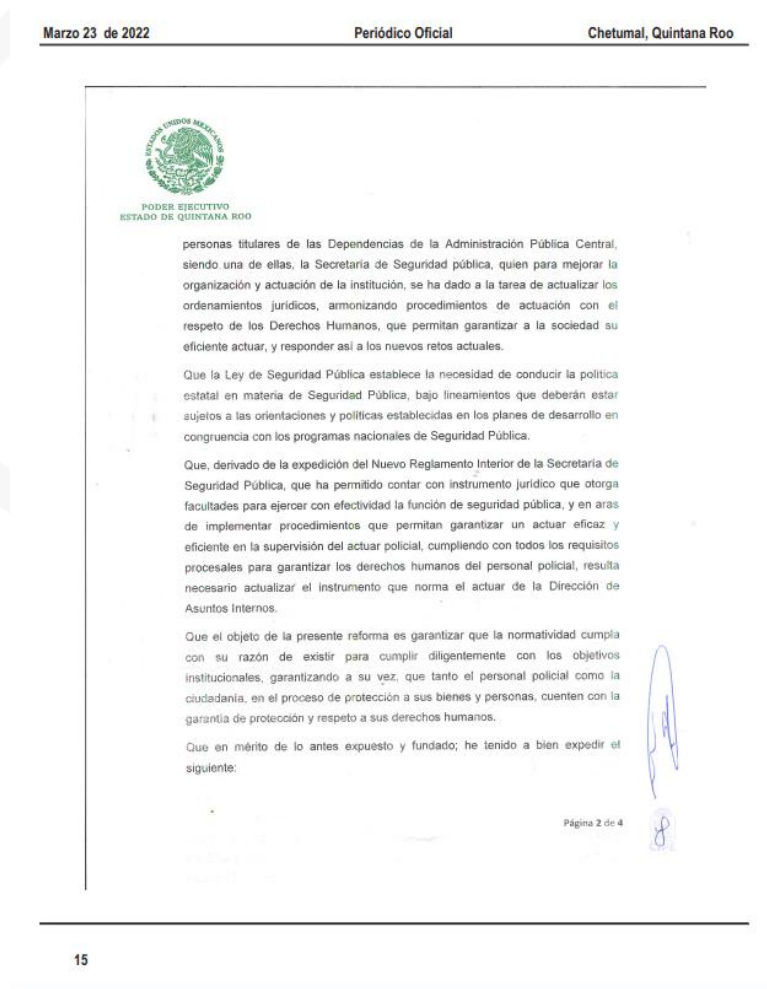 Marzo 23 de 2022 Periódico Oficial Chetumal, Quintana Roo
ESTADOS UNIDOS MEXICANOS
PODER EJECUTIVO
ESTADO DE QUINTANA ROO
personas titulares de las Dependencias de la Administración Pública Central,
siendo una de ellas, la Secretaría de Seguridad pública, quien para mejorar la
organización y actuación de la institución, se ha dado a la tarea de actualizar los
ordenamientos jurídicos, armonizando procedimientos de actuación con el
respeto de los Derechos Humanos, que permitan garantizar a la sociedad su
eficiente actuar, y responder así a los nuevos retos actuales.
Que la Ley de Seguridad Pública establece la necesidad de conducir la política
estatal en materia de Seguridad Pública, bajo lineamientos que deberán estar
sujetos a las orientaciones y políticas establecidas en los planes de desarrollo en
congruencia con los programas nacionales de Seguridad Pública.
Que, derivado de la expedición del Nuevo Reglamento Interior de la Secretaría de
Seguridad Pública, que ha permitido contar con instrumento jurídico que otorga
facultades para ejercer con efectividad la función de seguridad pública, y en aras
de implementar procedimientos que permitan garantizar un actuar eficaz y
eficiente en la supervisión del actuar policial, cumpliendo con todos los requisitos
procesales para garantizar los derechos humanos del personal policial, resulta
necesario actualizar el instrumento que norma el actuar de la Dirección de
Asuntos Internos.
Que el objeto de la presente reforma es garantizar que la normatividad cumpla
con su razón de existir para cumplir diligentemente con los objetivos
institucionales, garantizando a su vez, que tanto el personal policial como la
ciudadanía, en el proceso de protección a sus bienes y personas, cuenten con la
garantía de protección y respeto a sus derechos humanos.
Que en mérito de lo antes expuesto y fundado; he tenido a bien expedir el
siguiente:
Página 2 de 4
15